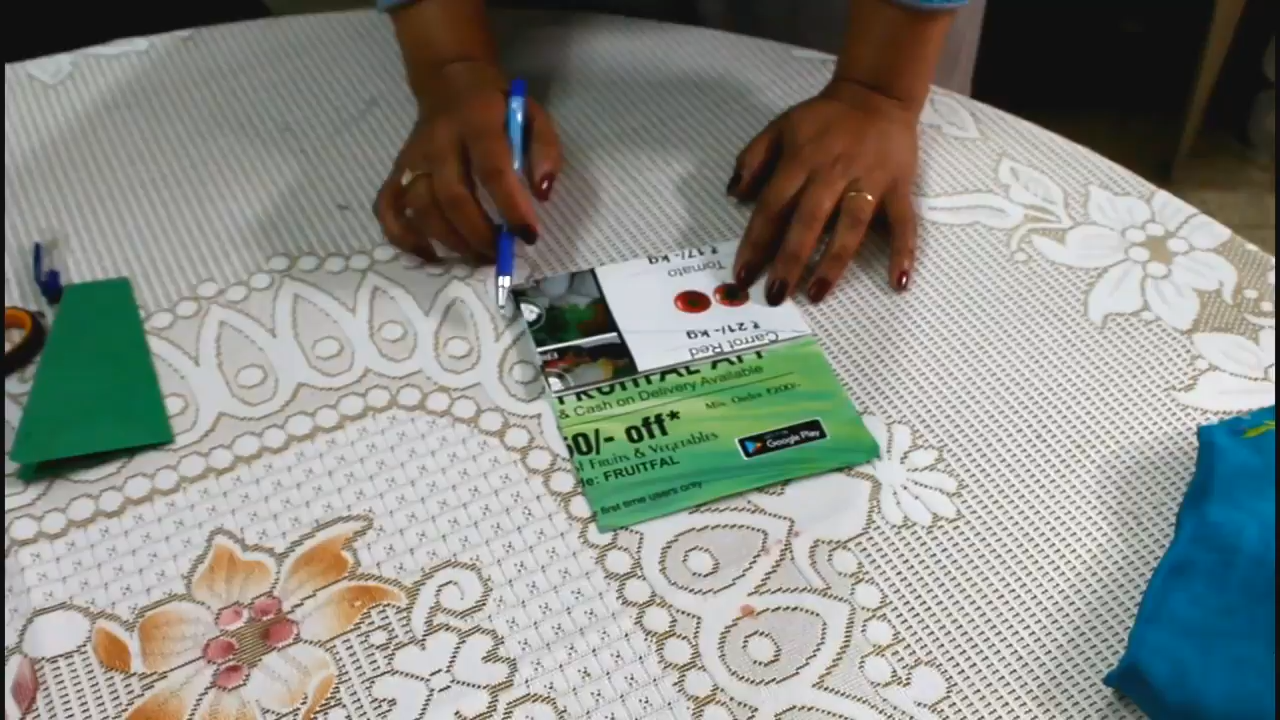 ₹ 17/- kg
Tomato
₹ 21/- kg
Carrot Red
FRUITFAL APP
& Cash on Delivery Available
Min. Order ₹200/-
50/- off*
Fruits & Vegetables
de: FRUITFAL
Google Play
first time users only